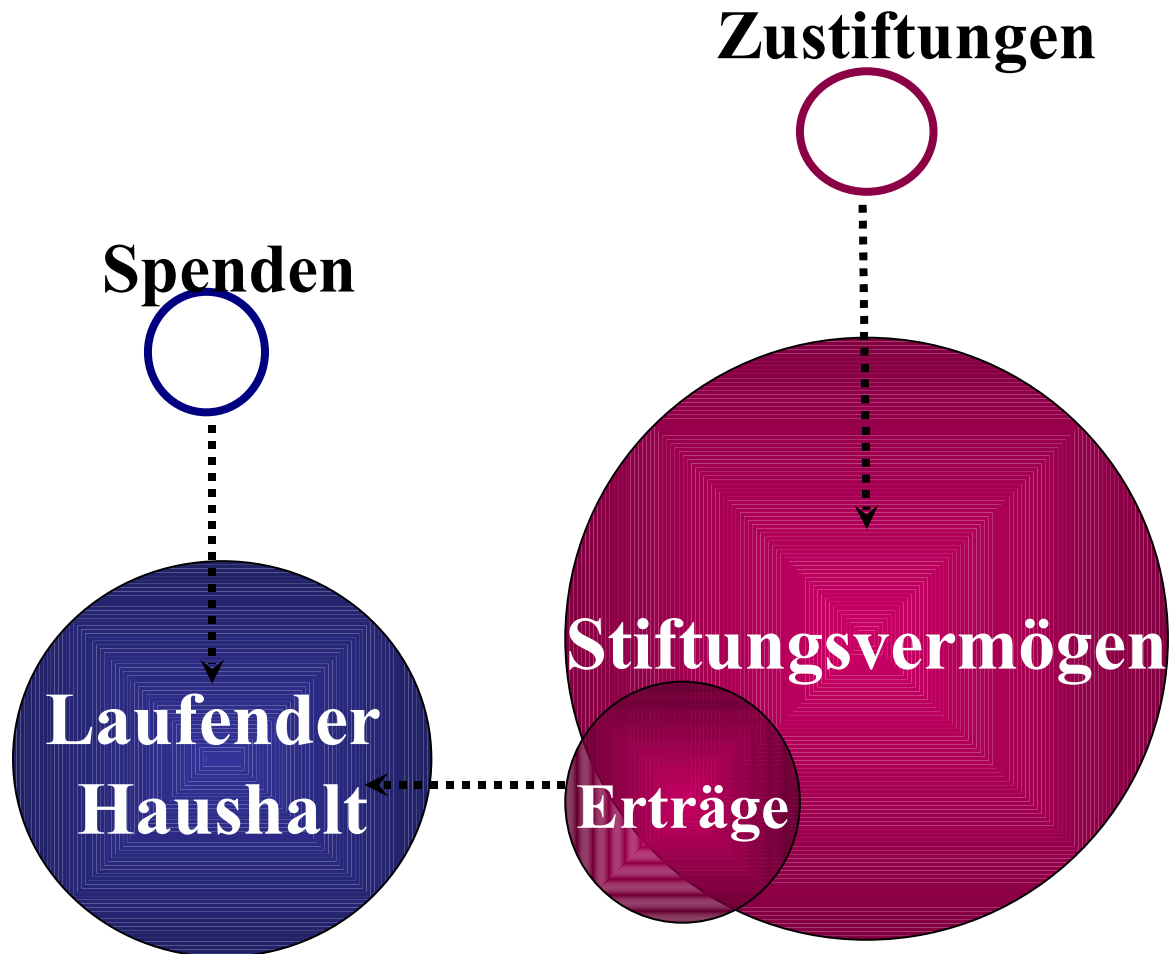 Zustiftungen
Spenden
Stiftungsvermögen
Laufender
Haushalt
Erträge